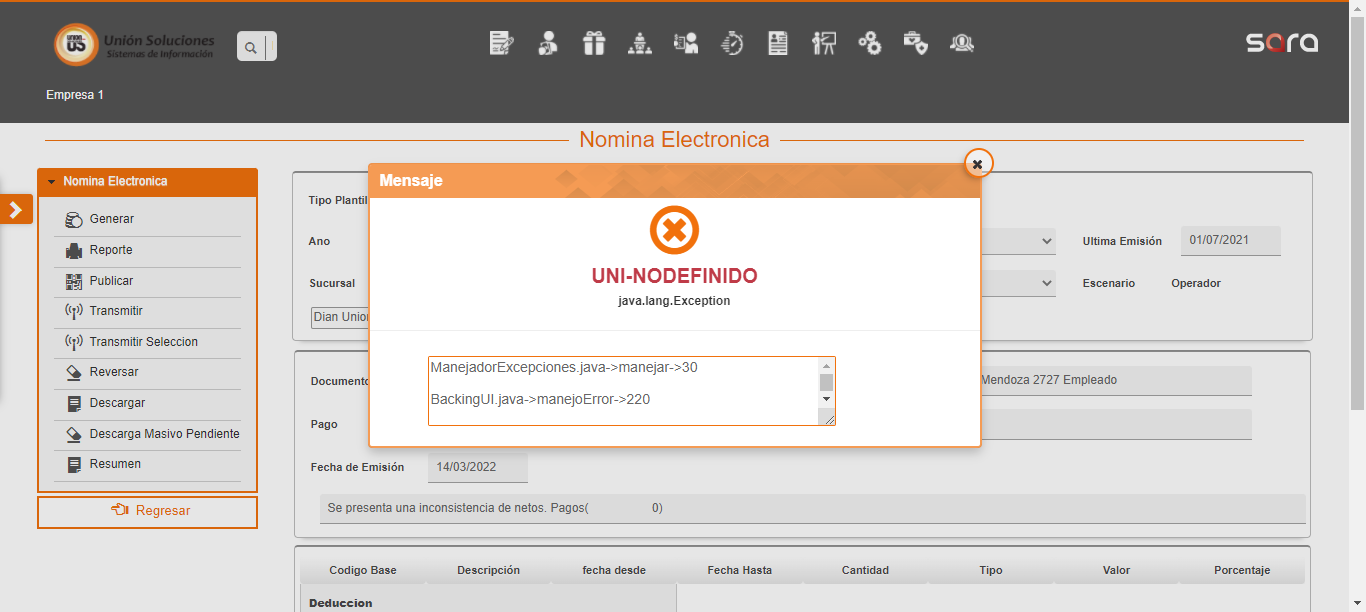 Unión Soluciones
Sistemas de Información
sara
Empresa 1
Nomina Electronica
Nomina Electronica
Generar
Reporte
Publicar
Transmitir
Transmitir Seleccion
Reversar
Descargar
Descarga Masivo Pendiente
Resumen
Regresar
Mensaje
UNI-NODEFINIDO
java.lang.Exception
ManejadorExcepciones.java->manejar->30
BackingUI.java->manejoError->220
Tipo Plantil
Ano
Ultima Emisión 01/07/2021
Sucursal
Escenario Operador
Dian Union
Documento
Mendoza 2727 Empleado
Pago
Fecha de Emisión 14/03/2022
Se presenta una inconsistencia de netos. Pagos( 0)
Codigo Base Descripción fecha desde Fecha Hasta Cantidad Tipo Valor Porcentaje
Deduccion